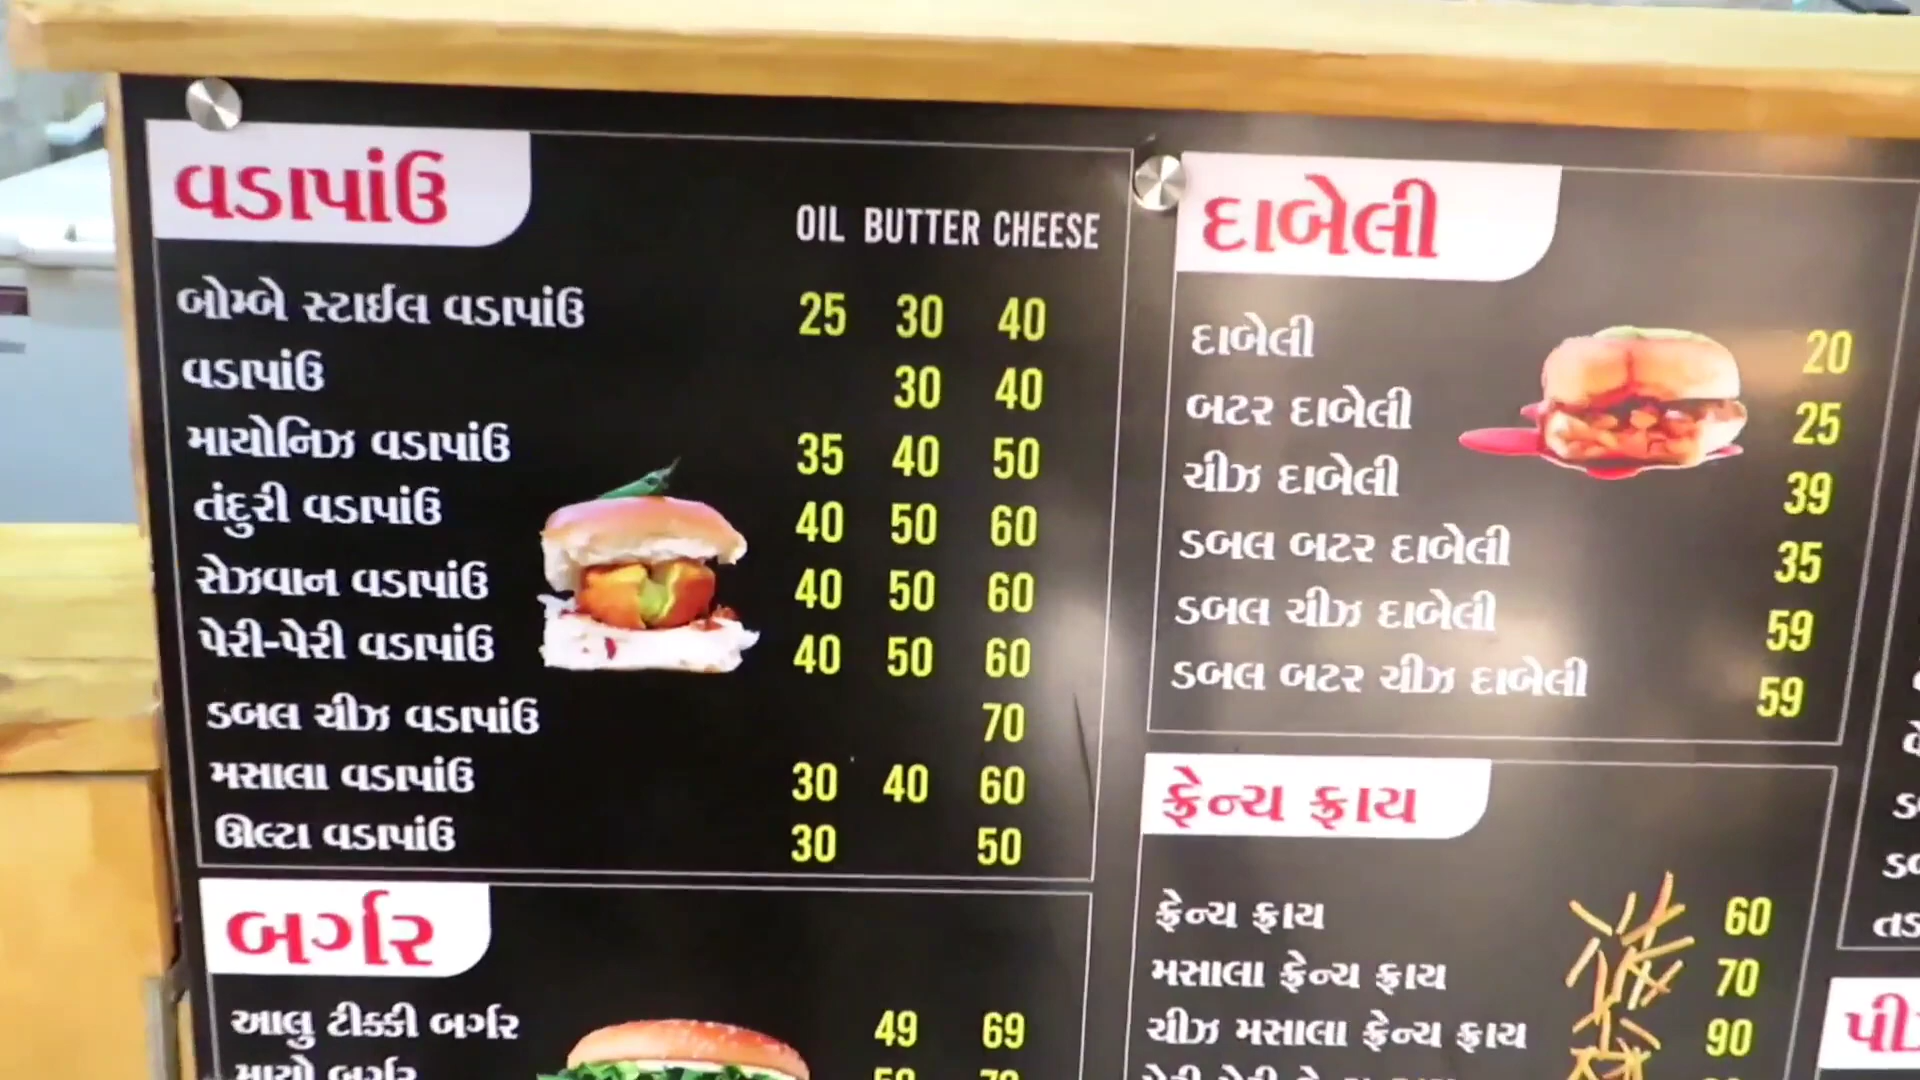 વડાપાંઉ
OIL BUTTER CHEESE
બોમ્બે સ્ટાઈલ વડાપાંઉ 25 30 40
વડાપાંઉ 30 40
માયોનિઝ વડાપાંઉ 35 40 50
તંદુરી વડાપાંઉ 40 50 60
સેઝવાન વડાપાંઉ 40 50 60
પેરી-પેરી વડાપાંઉ 40 50 60
ડબલ ચીઝ વડાપાંઉ 70
મસાલા વડાપાંઉ 30 40 60
ઊલ્ટા વડાપાંઉ 30 50
બર્ગર
આલુ ટીક્કી બર્ગર 49 69
માયો બર્ગર
દાબેલી
દાબેલી 20
બટર દાબેલી 25
ચીઝ દાબેલી 39
ડબલ બટર દાબેલી 35
ડબલ ચીઝ દાબેલી 59
ડબલ બટર ચીઝ દાબેલી 59
ફ્રેન્ચ ફ્રાય
ફ્રેન્ચ ફ્રાય 60
મસાલા ફ્રેન્ચ ફ્રાય 70
ચીઝ મસાલા ફ્રેન્ચ ફ્રાય 90